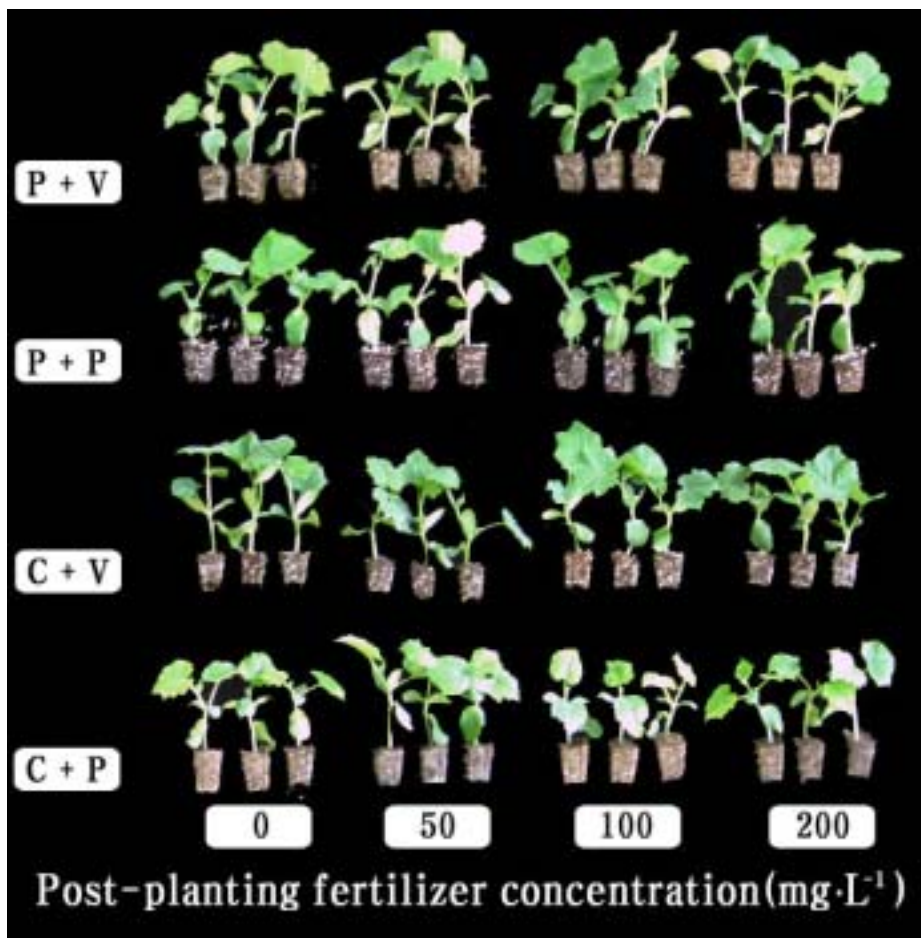 P + V
P + P
C + V
C + P
0 50 100 200
Post-planting fertilizer concentration(mg·L⁻¹)